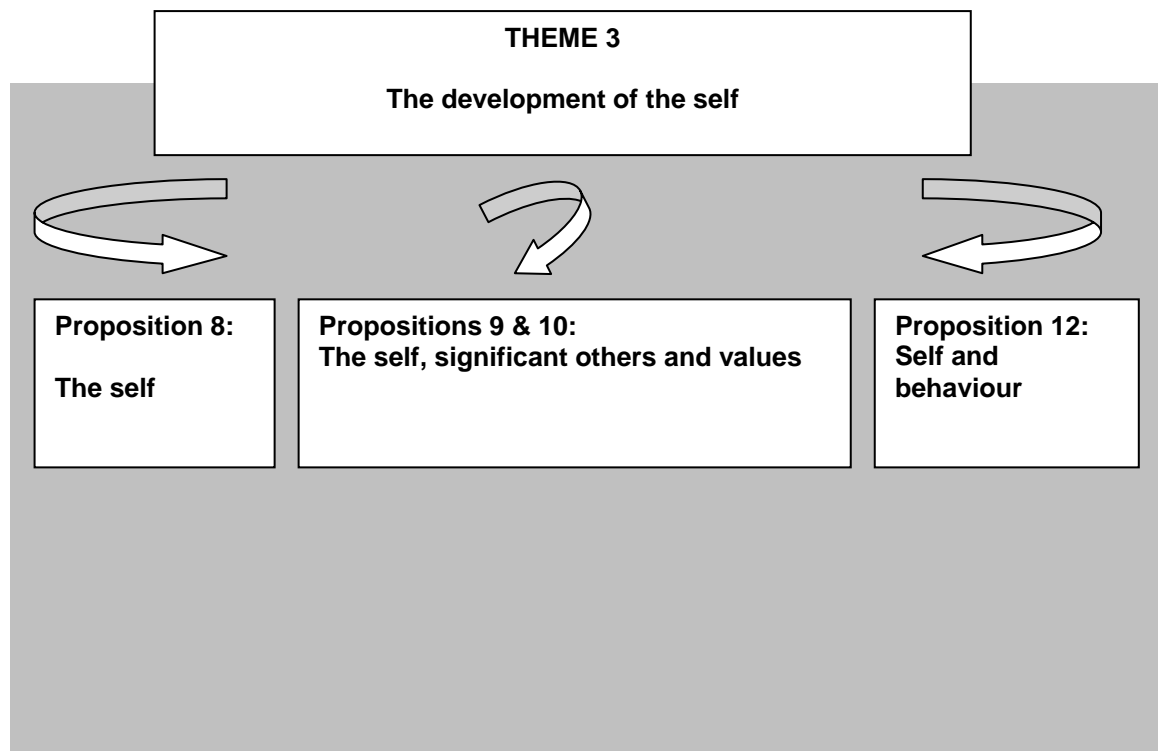 THEME 3
The development of the self
Proposition 8:
The self
Propositions 9 & 10:
The self, significant others and values
Proposition 12:
Self and
behaviour